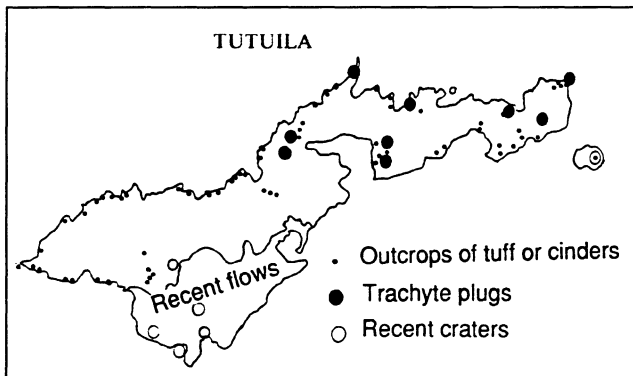 TUTUILA
Recent flows
Outcrops of tuff or cinders
Trachyte plugs
Recent craters